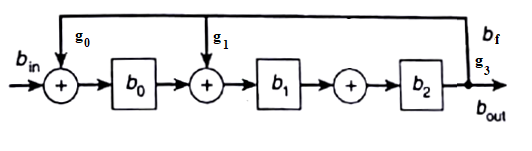 g0 g1 bf
bin g3
+ b0 + b1 + b2
bout